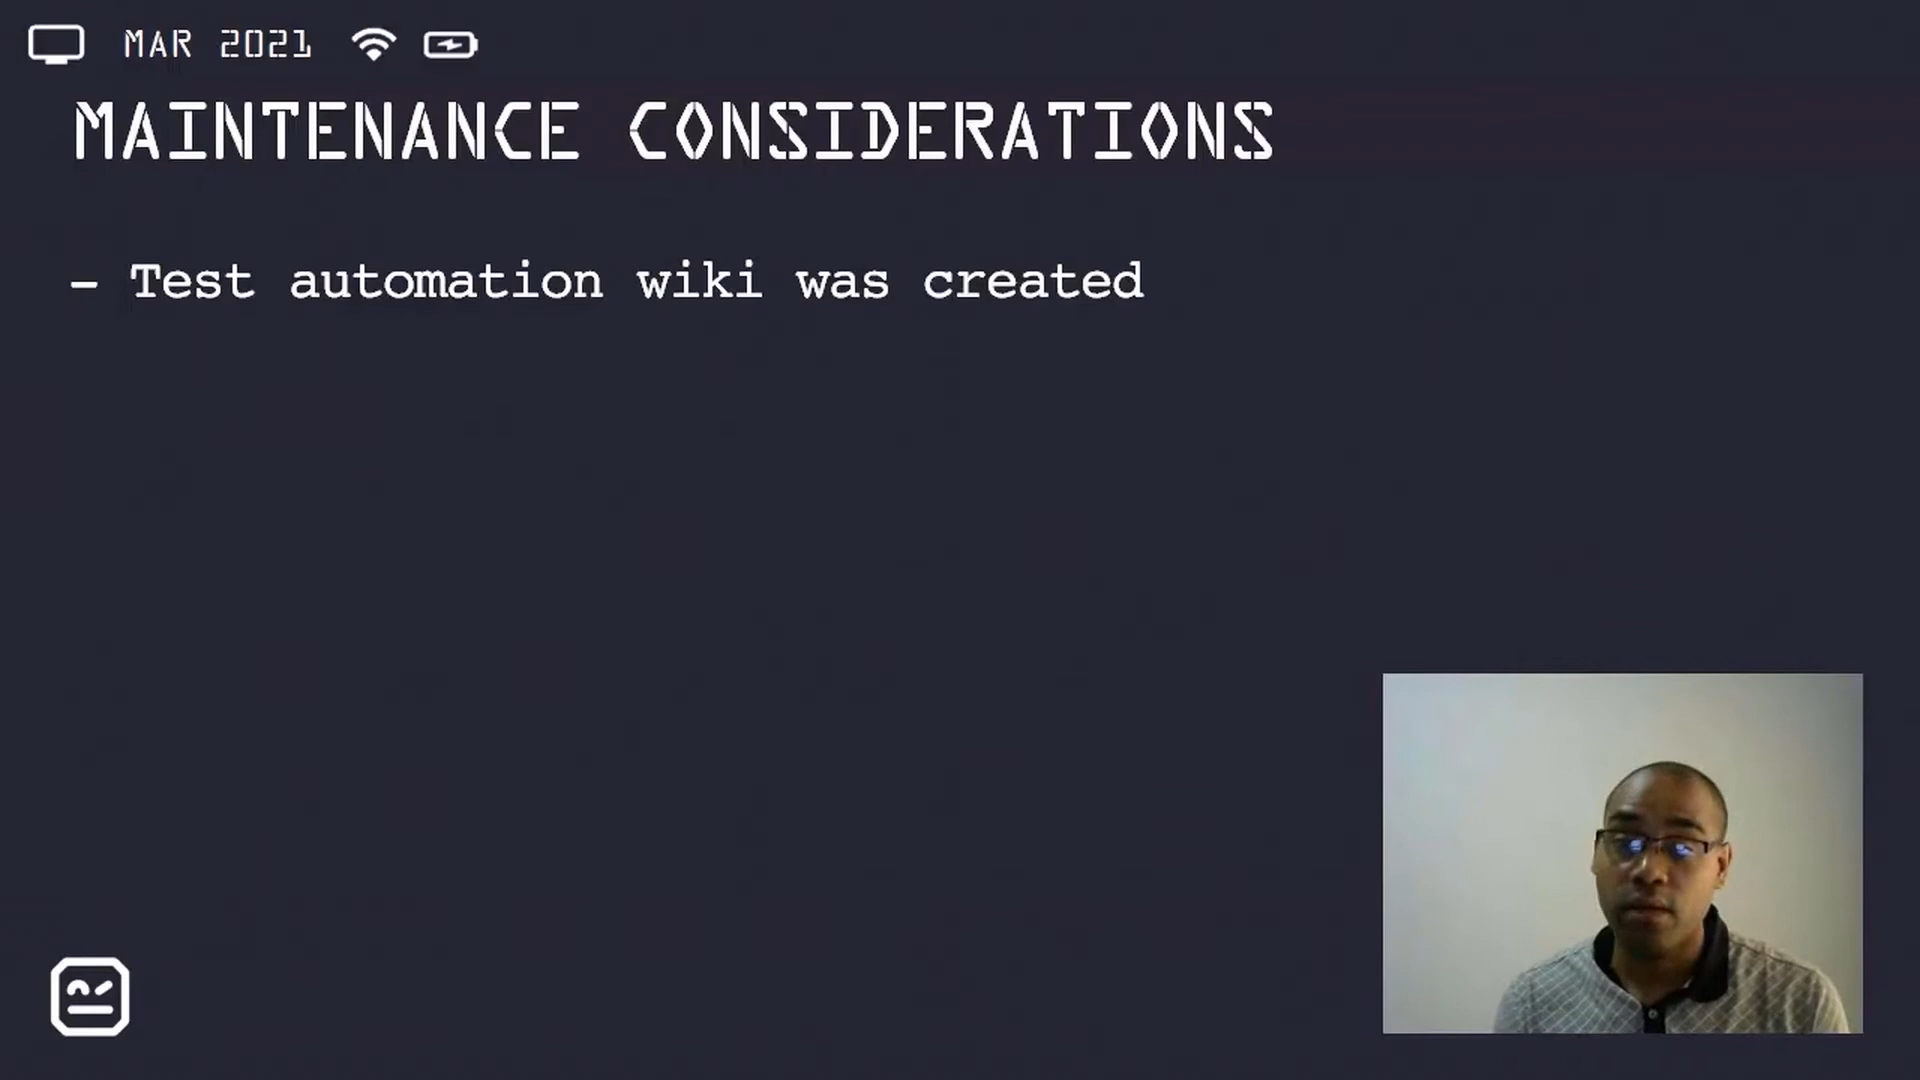 MAR 2021
MAINTENANCE CONSIDERATIONS
- Test automation wiki was created